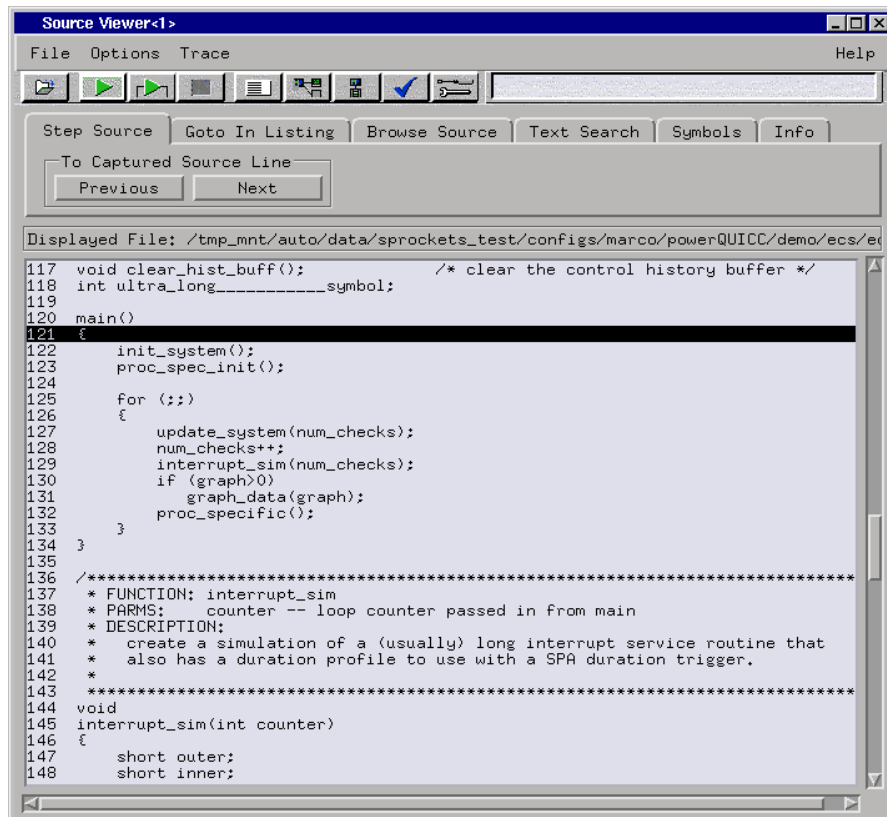 Source Viewer<1>
File Options Trace Help
Step Source Goto In Listing Browse Source Text Search Symbols Info
To Captured Source Line
Previous Next
Displayed File: /tmp_mnt/auto/data/sprockets_test/configs/marco/powerQUICC/demo/ecs/
117 void clear_hist_buff(); /* clear the control history buffer */
118 int ultra_long___________symbol;
119
120 main()
121 {
122 init_system();
123 proc_spec_init();
124
125 for (;;)
126 {
127 update_system(num_checks);
128 num_checks++;
129 interrupt_sim(num_checks);
130 if (graph>0)
131 graph_data(graph);
132 proc_specific();
133 }
134 }
135
136 /*****************************************************************************
137 * FUNCTION: interrupt_sim
138 * PARMS: counter -- loop counter passed in from main
139 * DESCRIPTION:
140 * create a simulation of a (usually) long interrupt service routine that
141 * also has a duration profile to use with a SPA duration trigger.
142 *
143 *****************************************************************************
144 void
145 interrupt_sim(int counter)
146 {
147 short outer;
148 short inner;